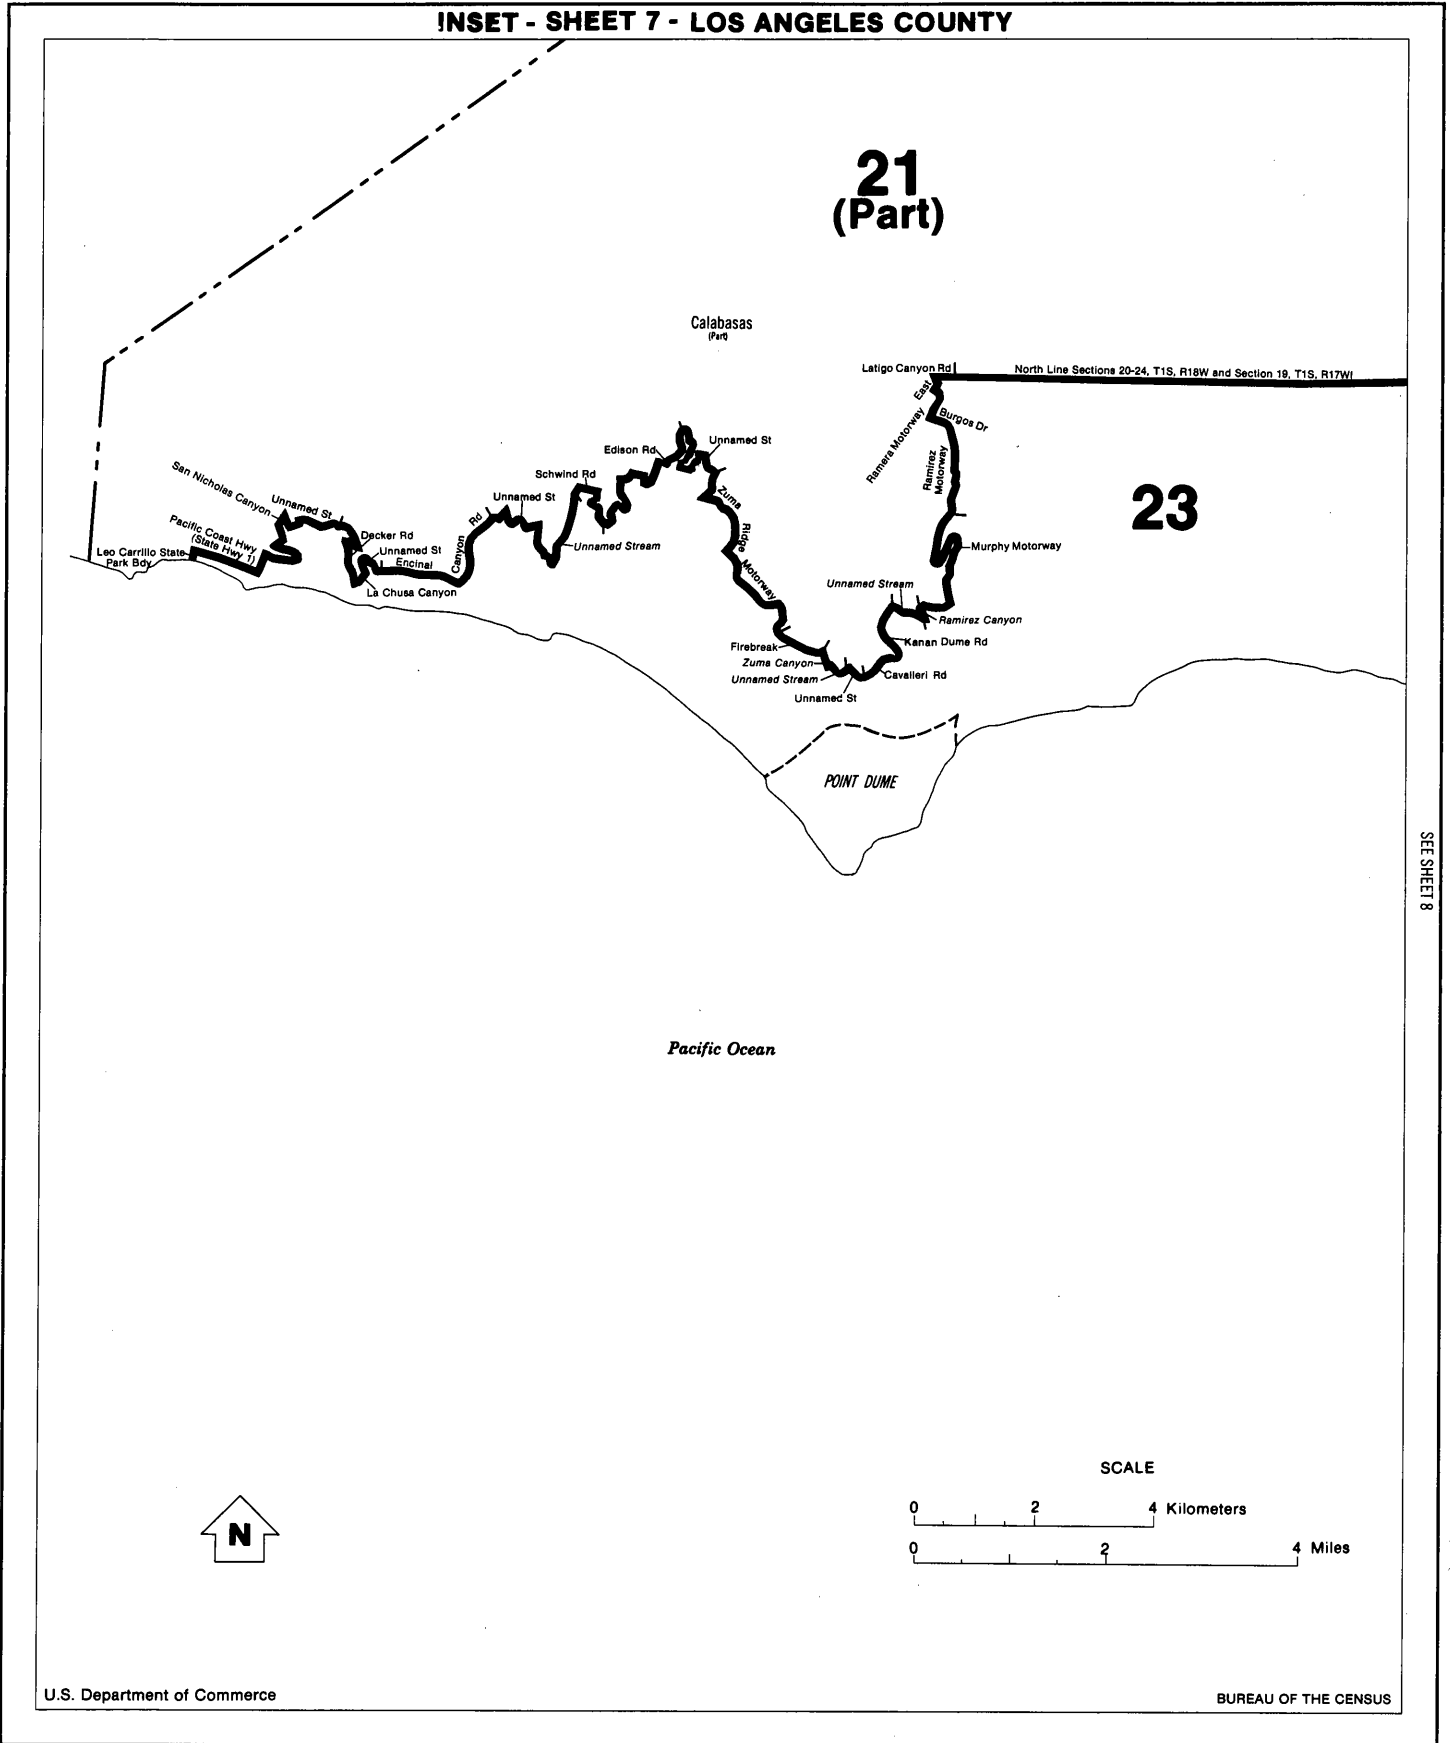 INSET - SHEET 7 - LOS ANGELES COUNTY
21
(Part)
Calabasas
(Part)
Latigo Canyon Rd
North Line Sections 20-24, T1S, R18W and Section 19, T1S, R17W
East
Ramera Motorway
Burgos Dr
Ramirez
Motorway
23
Edison Rd
Unnamed St
Schwind Rd
San Nicholas Canyon
Unnamed St
Unnamed St
Zuma
Ridge
Motorway
Pacific Coast Hwy
(State Hwy 1)
Decker Rd
Canyon
Rd
Leo Carrillo State
Park Bdy
Unnamed St
Encinal
Unnamed Stream
Murphy Motorway
La Chusa Canyon
Unnamed Stream
Ramirez Canyon
Kanan Dume Rd
Firebreak
Zuma Canyon
Unnamed Stream
Cavalleri Rd
Unnamed St
POINT DUME
SEE SHEET 8
Pacific Ocean
SCALE
0 2 4 Kilometers
0 2 4 Miles
N
U.S. Department of Commerce
BUREAU OF THE CENSUS